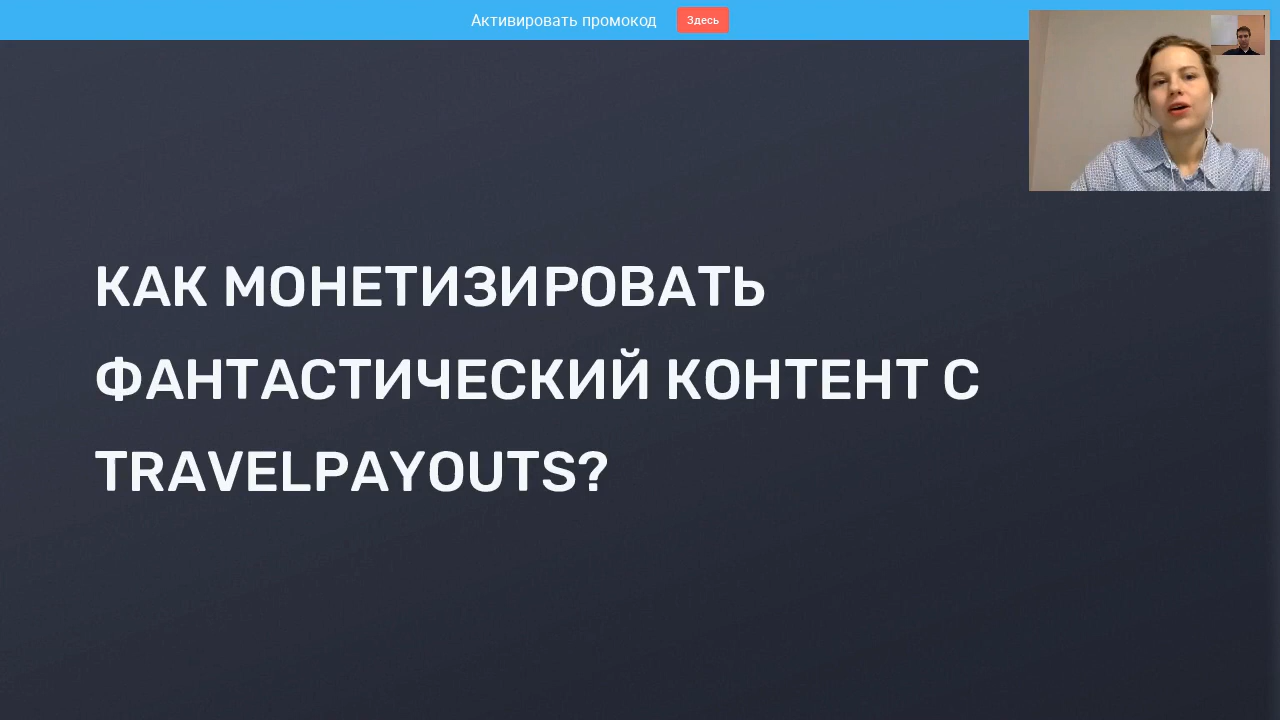 Активировать промокод Здесь
КАК МОНЕТИЗИРОВАТЬ
ФАНТАСТИЧЕСКИЙ КОНТЕНТ С
TRAVELPAYOUTS?